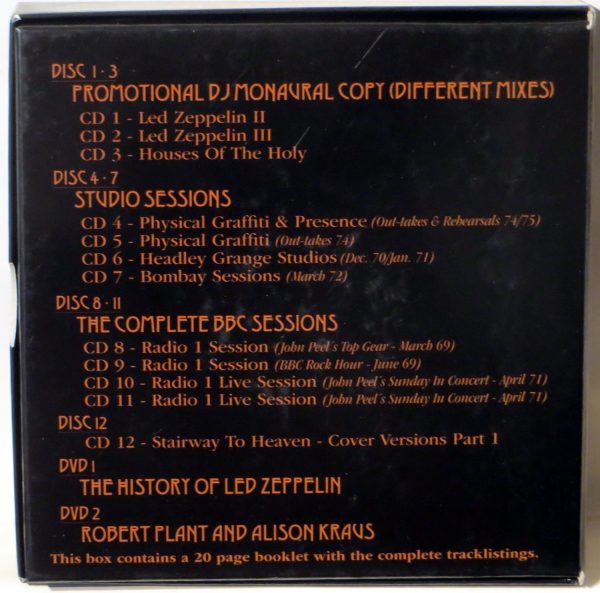 DISC 1 · 3
PROMOTIONAL DJ MONAURAL COPY (DIFFERENT MIXES)
CD 1 - Led Zeppelin II
CD 2 - Led Zeppelin III
CD 3 - Houses Of The Holy
DISC 4 · 7
STUDIO SESSIONS
CD 4 - Physical Graffiti & Presence (Out-takes & Rehearsals 74/75)
CD 5 - Physical Graffiti (Out-takes 74)
CD 6 - Headley Grange Studios (Dec. 70/Jan. 71)
CD 7 - Bombay Sessions (March 72)
DISC 8 · 11
THE COMPLETE BBC SESSIONS
CD 8 - Radio 1 Session (John Peel's Top Gear - March 69)
CD 9 - Radio 1 Session (BBC Rock Hour - June 69)
CD 10 - Radio 1 Live Session (John Peel's Sunday In Concert - April 71)
CD 11 - Radio 1 Live Session (John Peel's Sunday In Concert - April 71)
DISC 12
CD 12 - Stairway To Heaven - Cover Versions Part 1
DVD 1
THE HISTORY OF LED ZEPPELIN
DVD 2
ROBERT PLANT AND ALISON KRAUS
This box contains a 20 page booklet with the complete tracklistings.